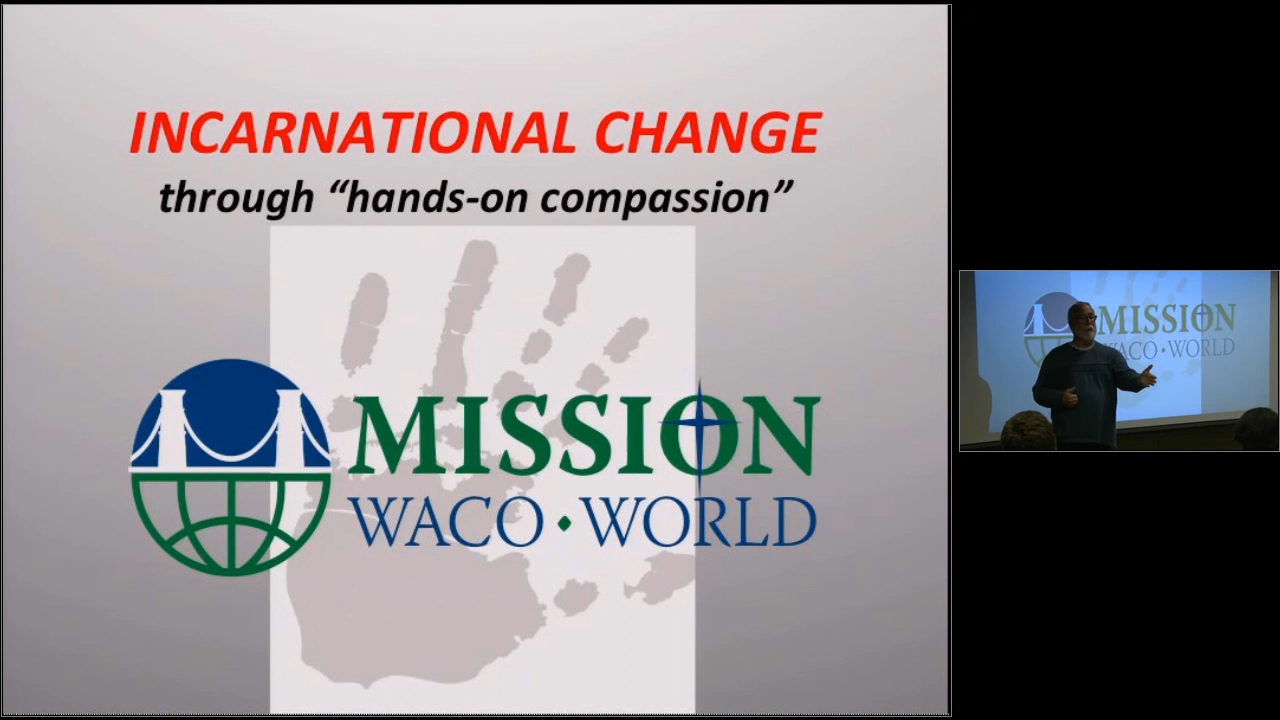 INCARNATIONAL CHANGE
through “hands-on compassion”
MISSION
WACO · WORLD
MISSION
WACO · WORLD